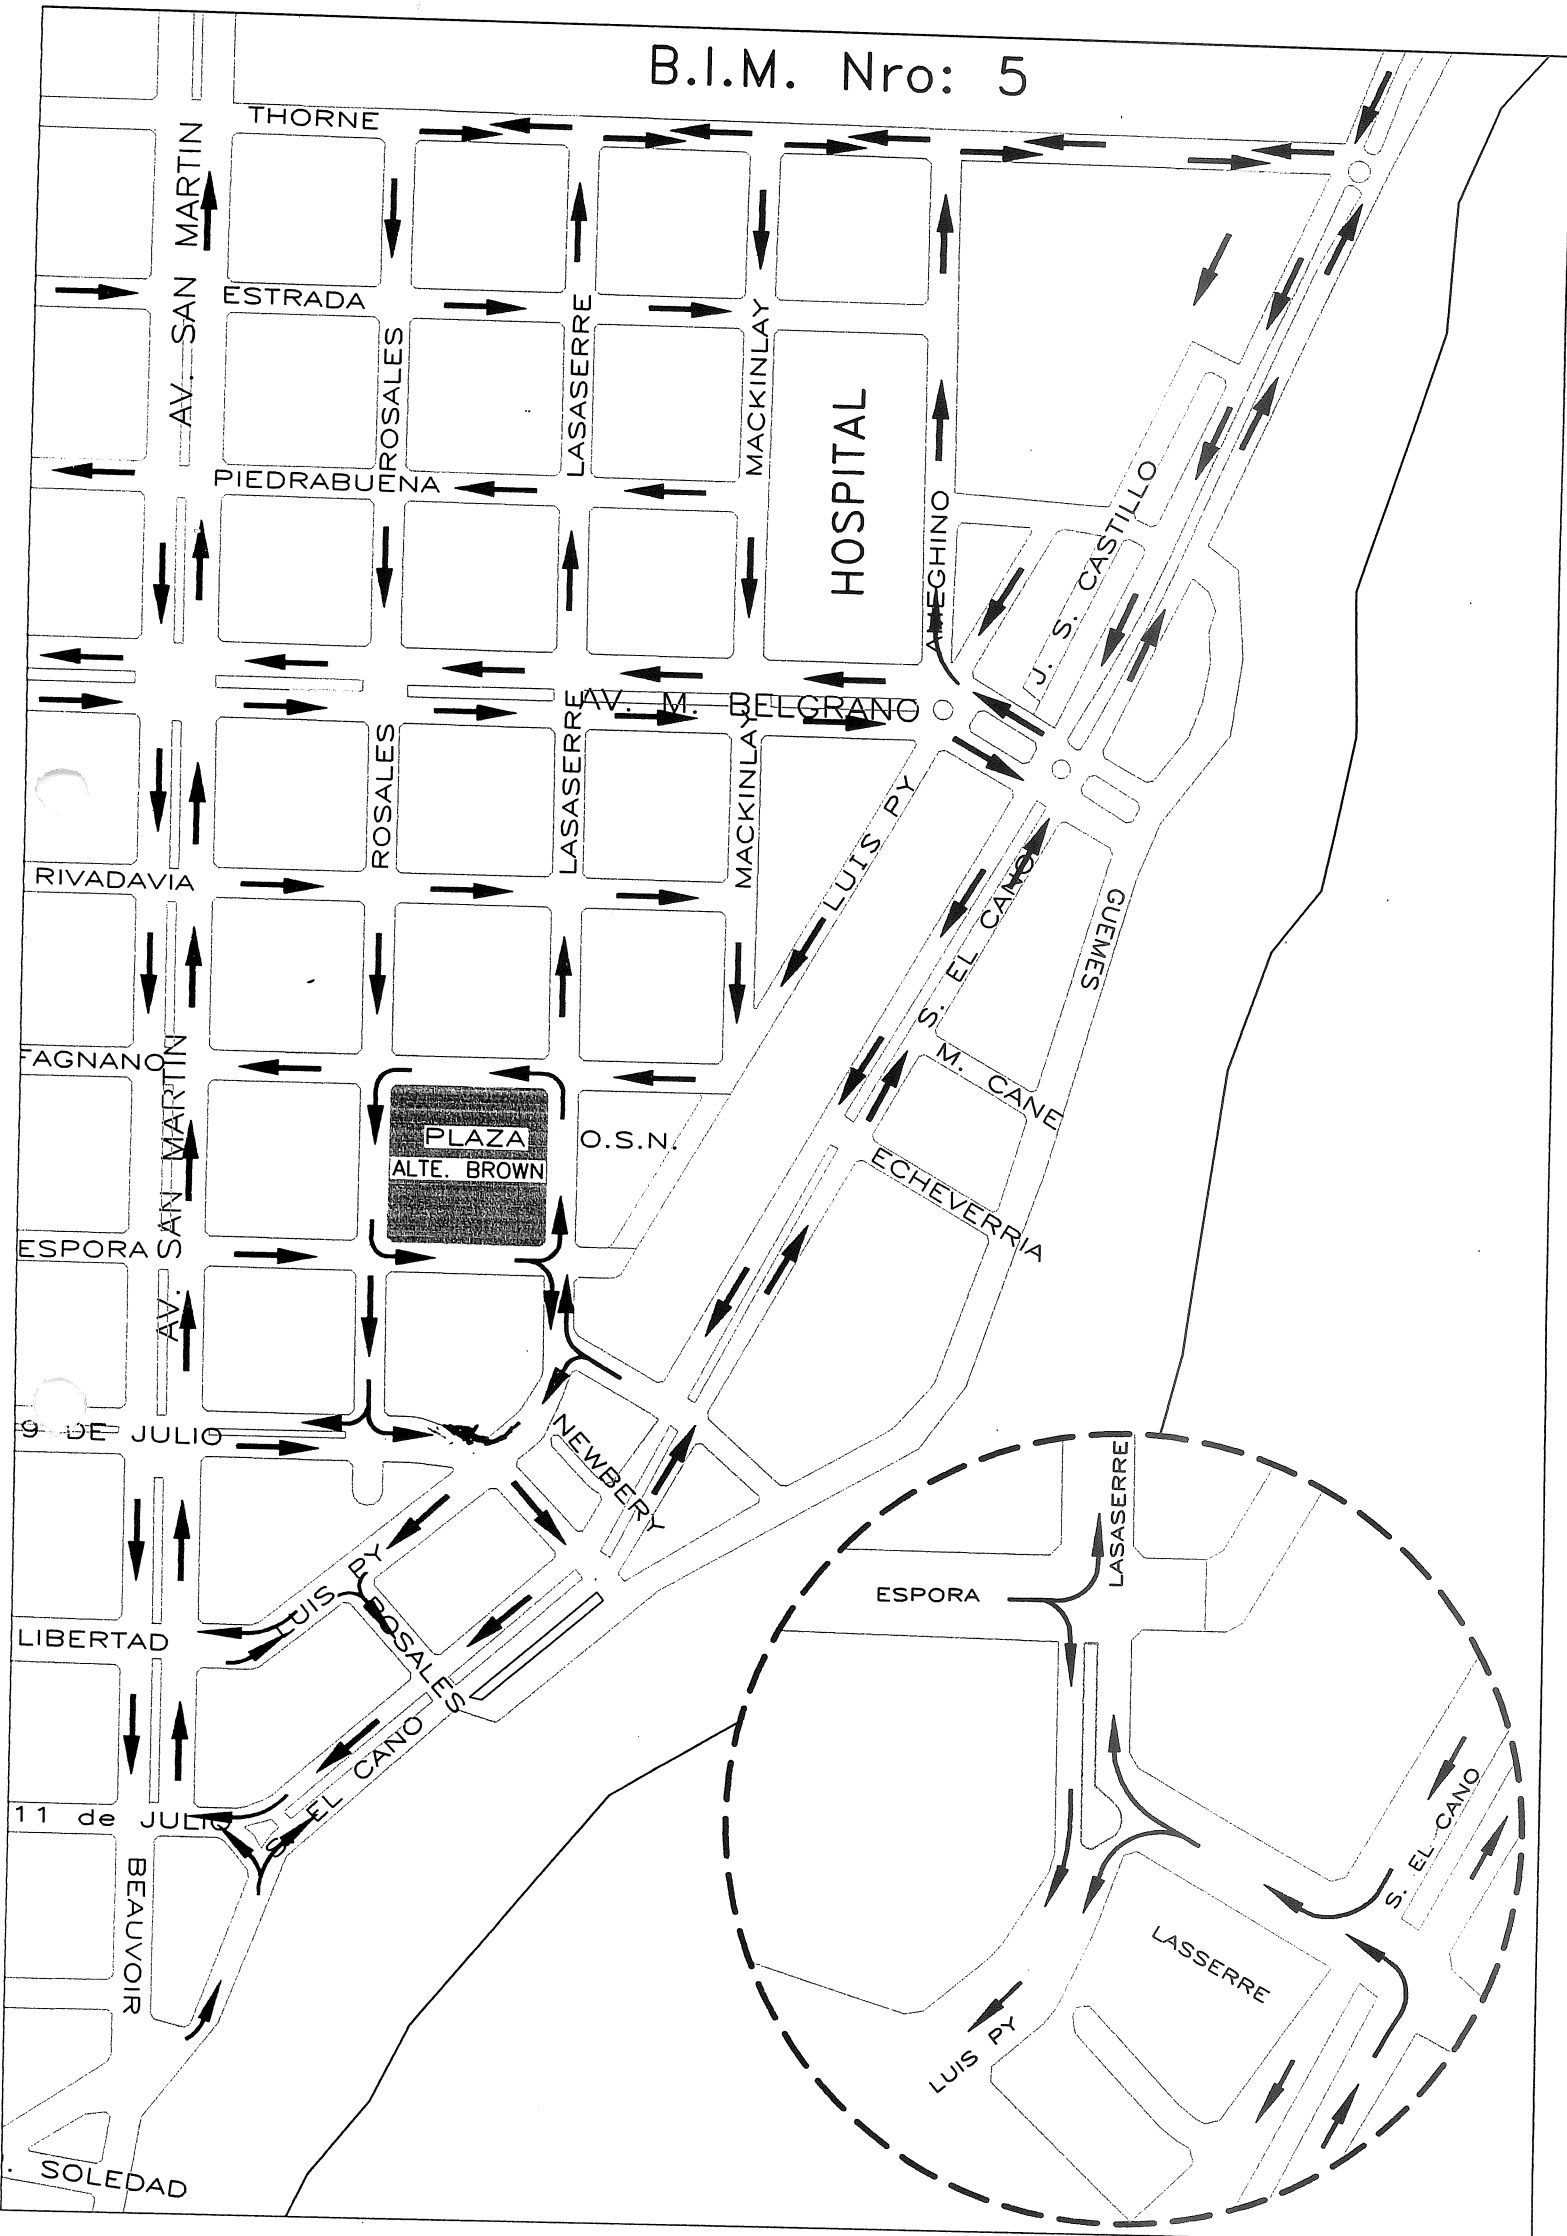 B.I.M. Nro: 5
THORNE
AV. SAN MARTIN
ESTRADA
ROSALES
LASASERRE
MACKINLAY
HOSPITAL
PIEDRABUENA
AMEGHINO
J. S. CASTILLO
AV. M. BELGRANO
ROSALES
LASASERRE
MACKINLAY
LUIS PY
S. EL CANO
GUEMES
RIVADAVIA
FAGNANO
AV. SAN MARTIN
M. CANE
PLAZA
ALTE. BROWN
O.S.N.
ECHEVERRIA
ESPORA
9 DE JULIO
NEWBERY
LUIS PY
ROSALES
LIBERTAD
S. EL CANO
11 de JULIO
BEAUVOIR
. SOLEDAD
LASASERRE
ESPORA
S. EL CANO
LASSERRE
LUIS PY